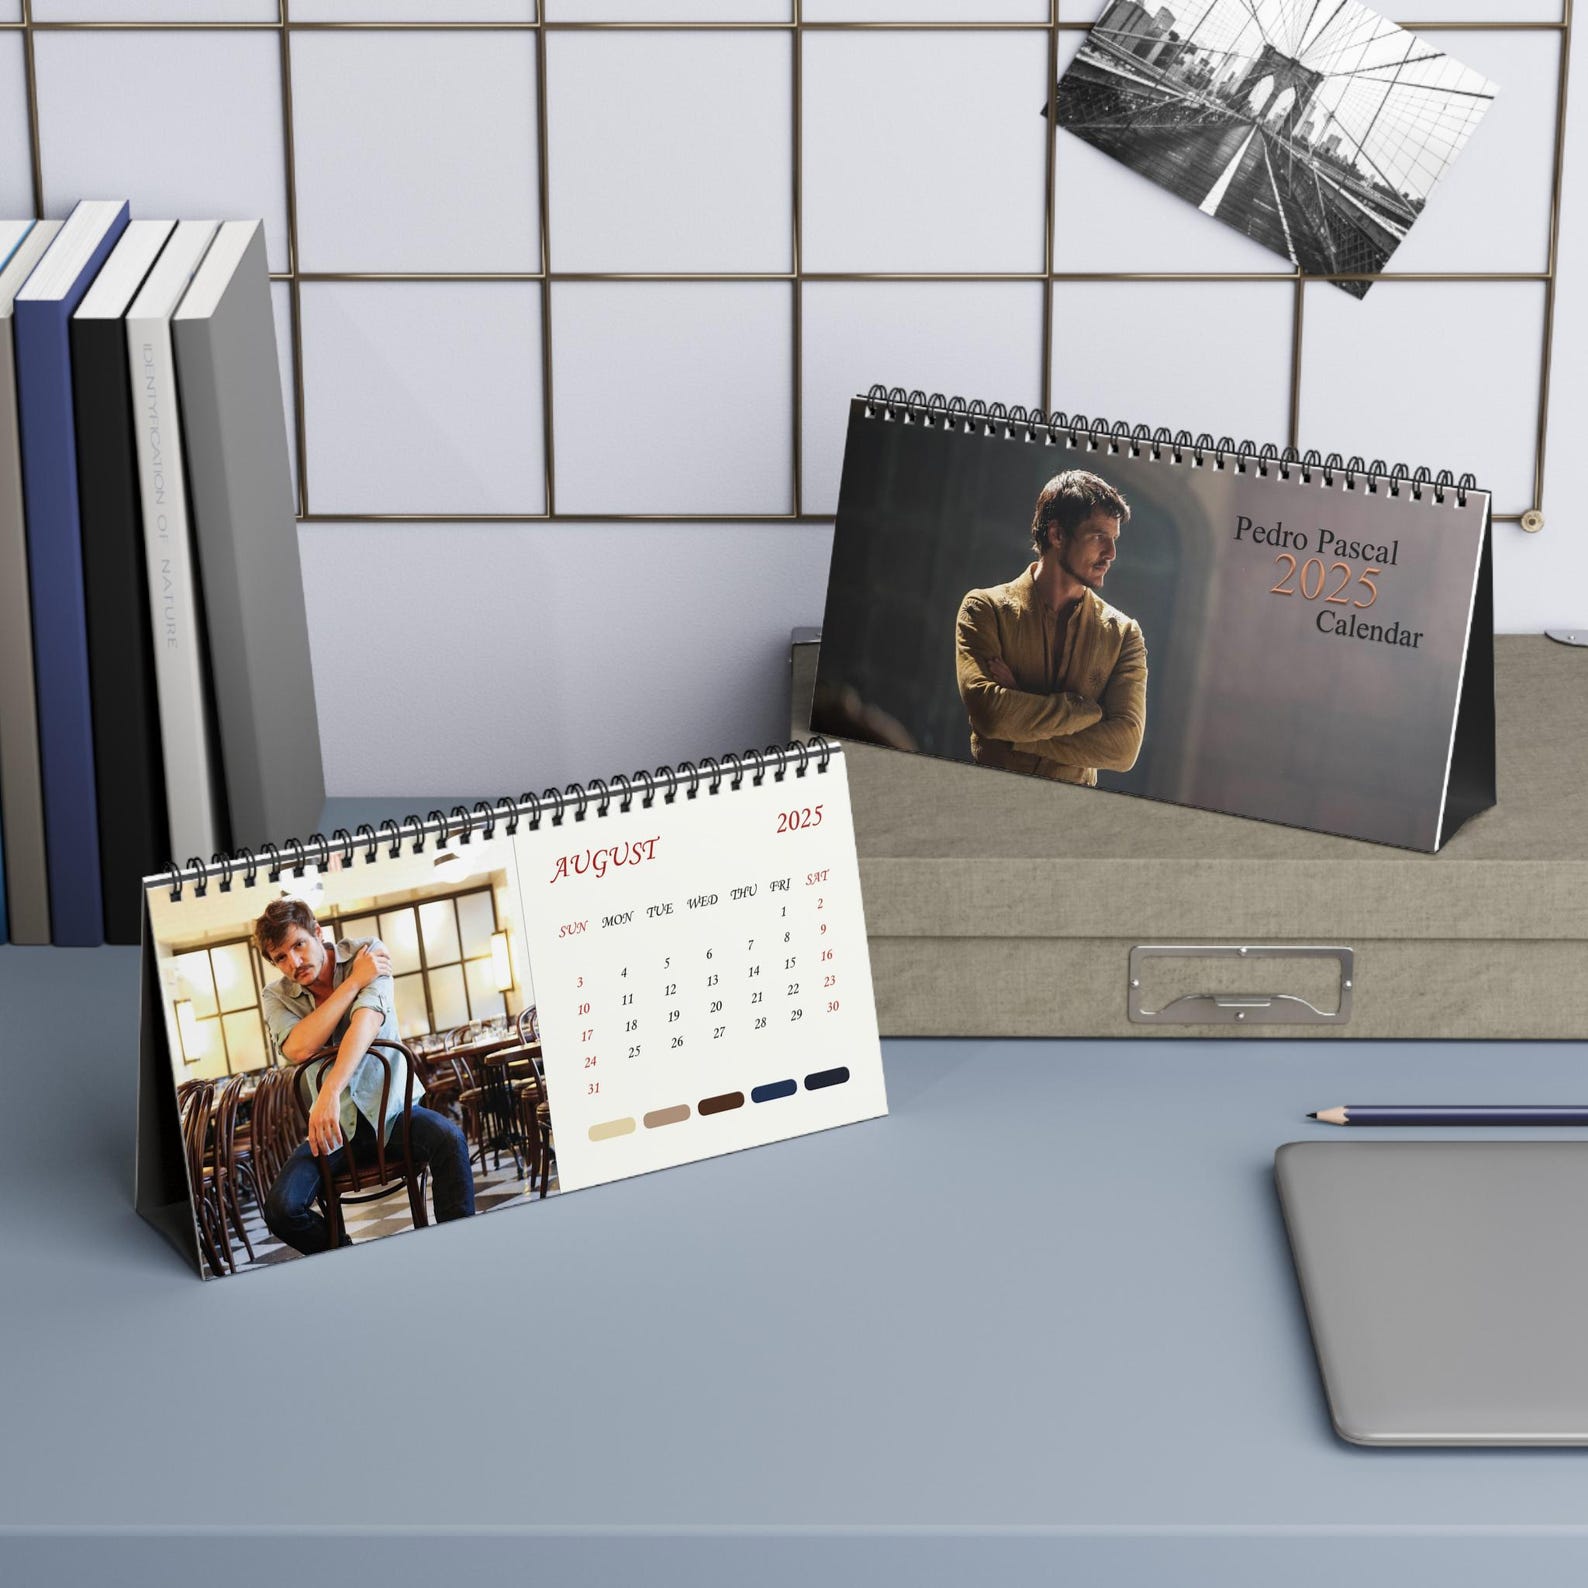 IDENTYFICATION OF NATURE
Pedro Pascal
2025
Calendar
AUGUST 2025
SUN MON TUE WED THU FRI SAT
1 2
3 4 5 6 7 8 9
10 11 12 13 14 15 16
17 18 19 20 21 22 23
24 25 26 27 28 29 30
31